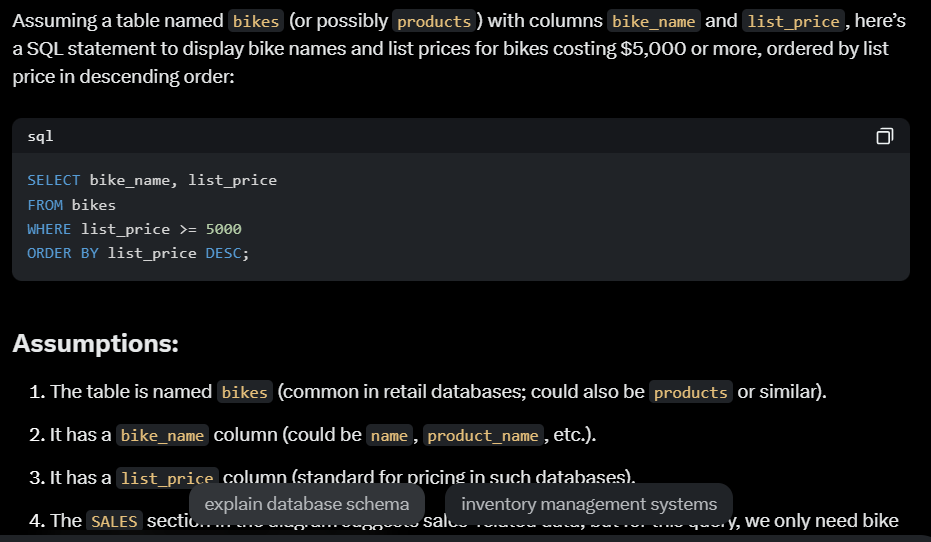 Assuming a table named bikes (or possibly products) with columns bike_name and list_price, here’s
a SQL statement to display bike names and list prices for bikes costing $5,000 or more, ordered by list
price in descending order:
sql
SELECT bike_name, list_price
FROM bikes
WHERE list_price >= 5000
ORDER BY list_price DESC;
Assumptions:
1. The table is named bikes (common in retail databases; could also be products or similar).
2. It has a bike_name column (could be name, product_name, etc.).
3. It has a list_price column (standard for pricing in such databases).
explain database schema
inventory management systems
4. The SALES section in the diagram suggests sales-related data, but for this query, we only need bike